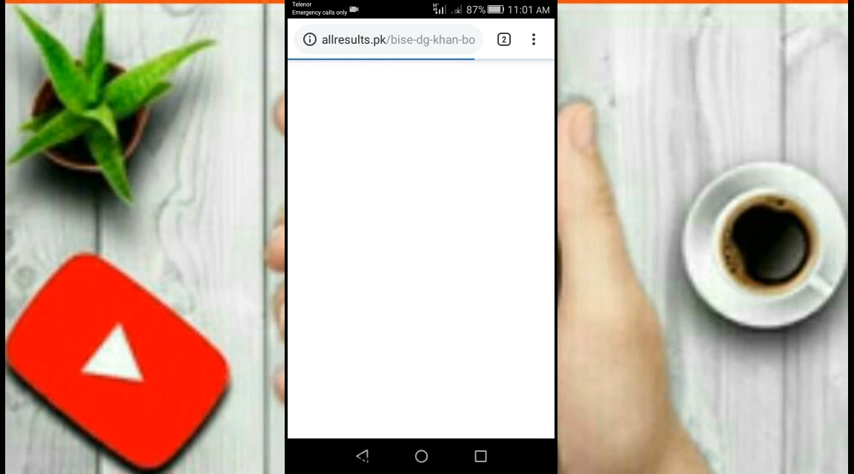 Telenor
Emergency calls only
87% 11:01 AM
allresults.pk/bise-dg-khan-bo
2